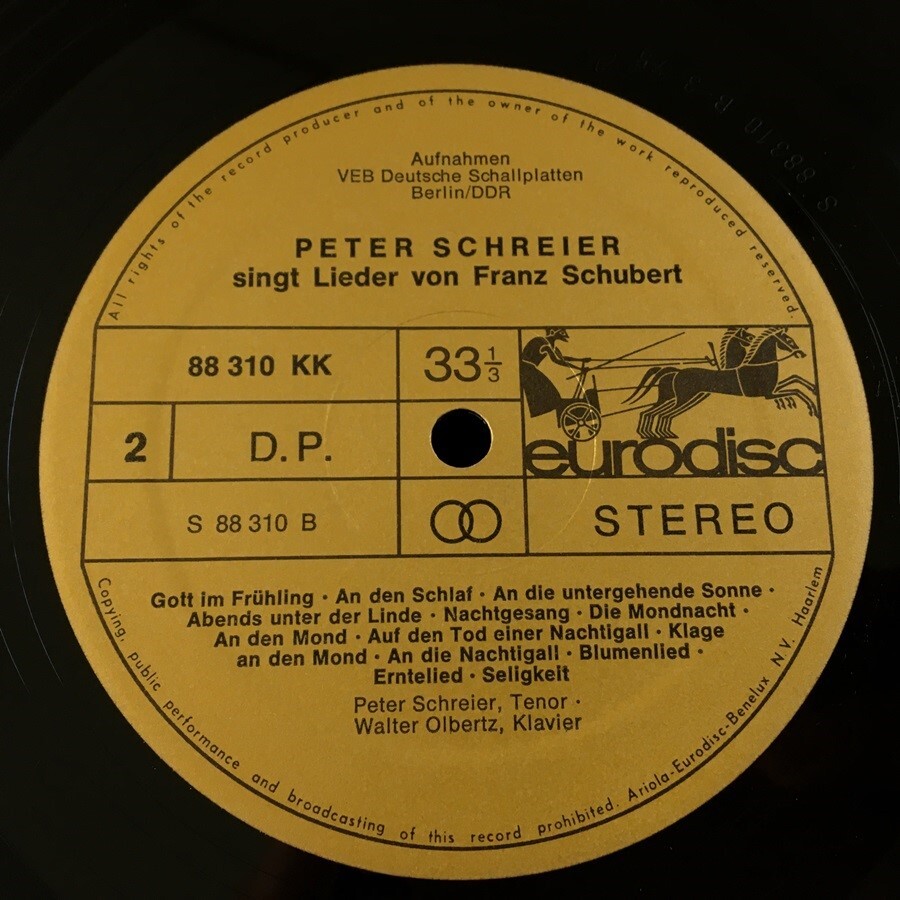 All rights of the record producer and of the owner of the work reproduced reserved.
Aufnahmen
VEB Deutsche Schallplatten
Berlin/DDR
PETER SCHREIER
singt Lieder von Franz Schubert
88 310 KK
33 1/3
eurodisc
2
D.P.
S 88 310 B
STEREO
Gott im Frühling · An den Schlaf · An die untergehende Sonne ·
Abends unter der Linde · Nachtgesang · Die Mondnacht ·
An den Mond · Auf den Tod einer Nachtigall · Klage
an den Mond · An die Nachtigall · Blumenlied ·
Erntelied · Seligkeit
Peter Schreier, Tenor ·
Walter Olbertz, Klavier
Copying, public performance and broadcasting of this record prohibited. Ariola-Eurodisc-Benelux N.V. Haarlem